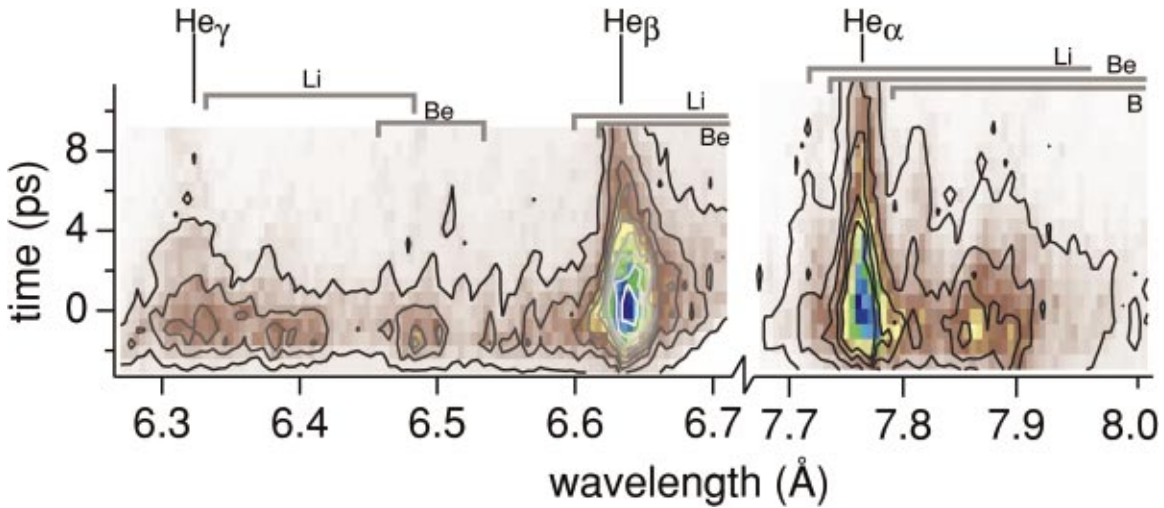 Heγ Heβ Heα
Li Be Li Be Li Be B
8
4
0
time (ps)
6.3 6.4 6.5 6.6 6.7 7.7 7.8 7.9 8.0
wavelength (Å)